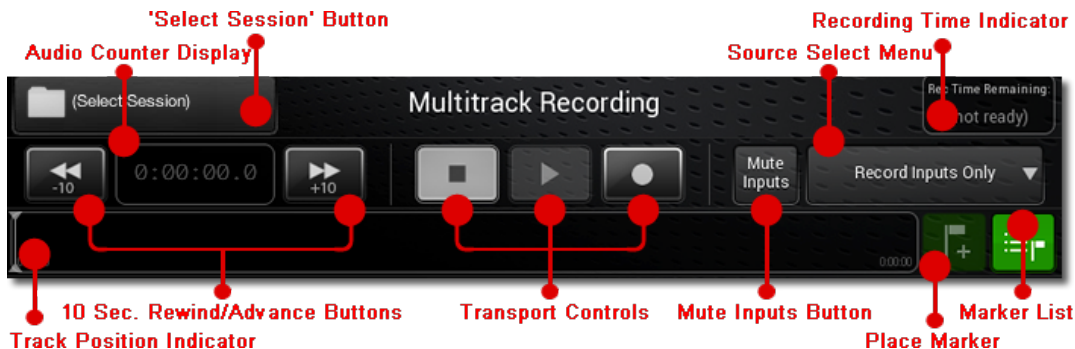 'Select Session' Button
Recording Time Indicator
Audio Counter Display
Source Select Menu
(Select Session)
Multitrack Recording
Rec Time Remaining:
not ready)
-10
0:00:00.0
+10
Mute
Inputs
Record Inputs Only
0:00:00
10 Sec. Rewind/Advance Buttons
Transport Controls
Mute Inputs Button
Marker List
Track Position Indicator
Place Marker